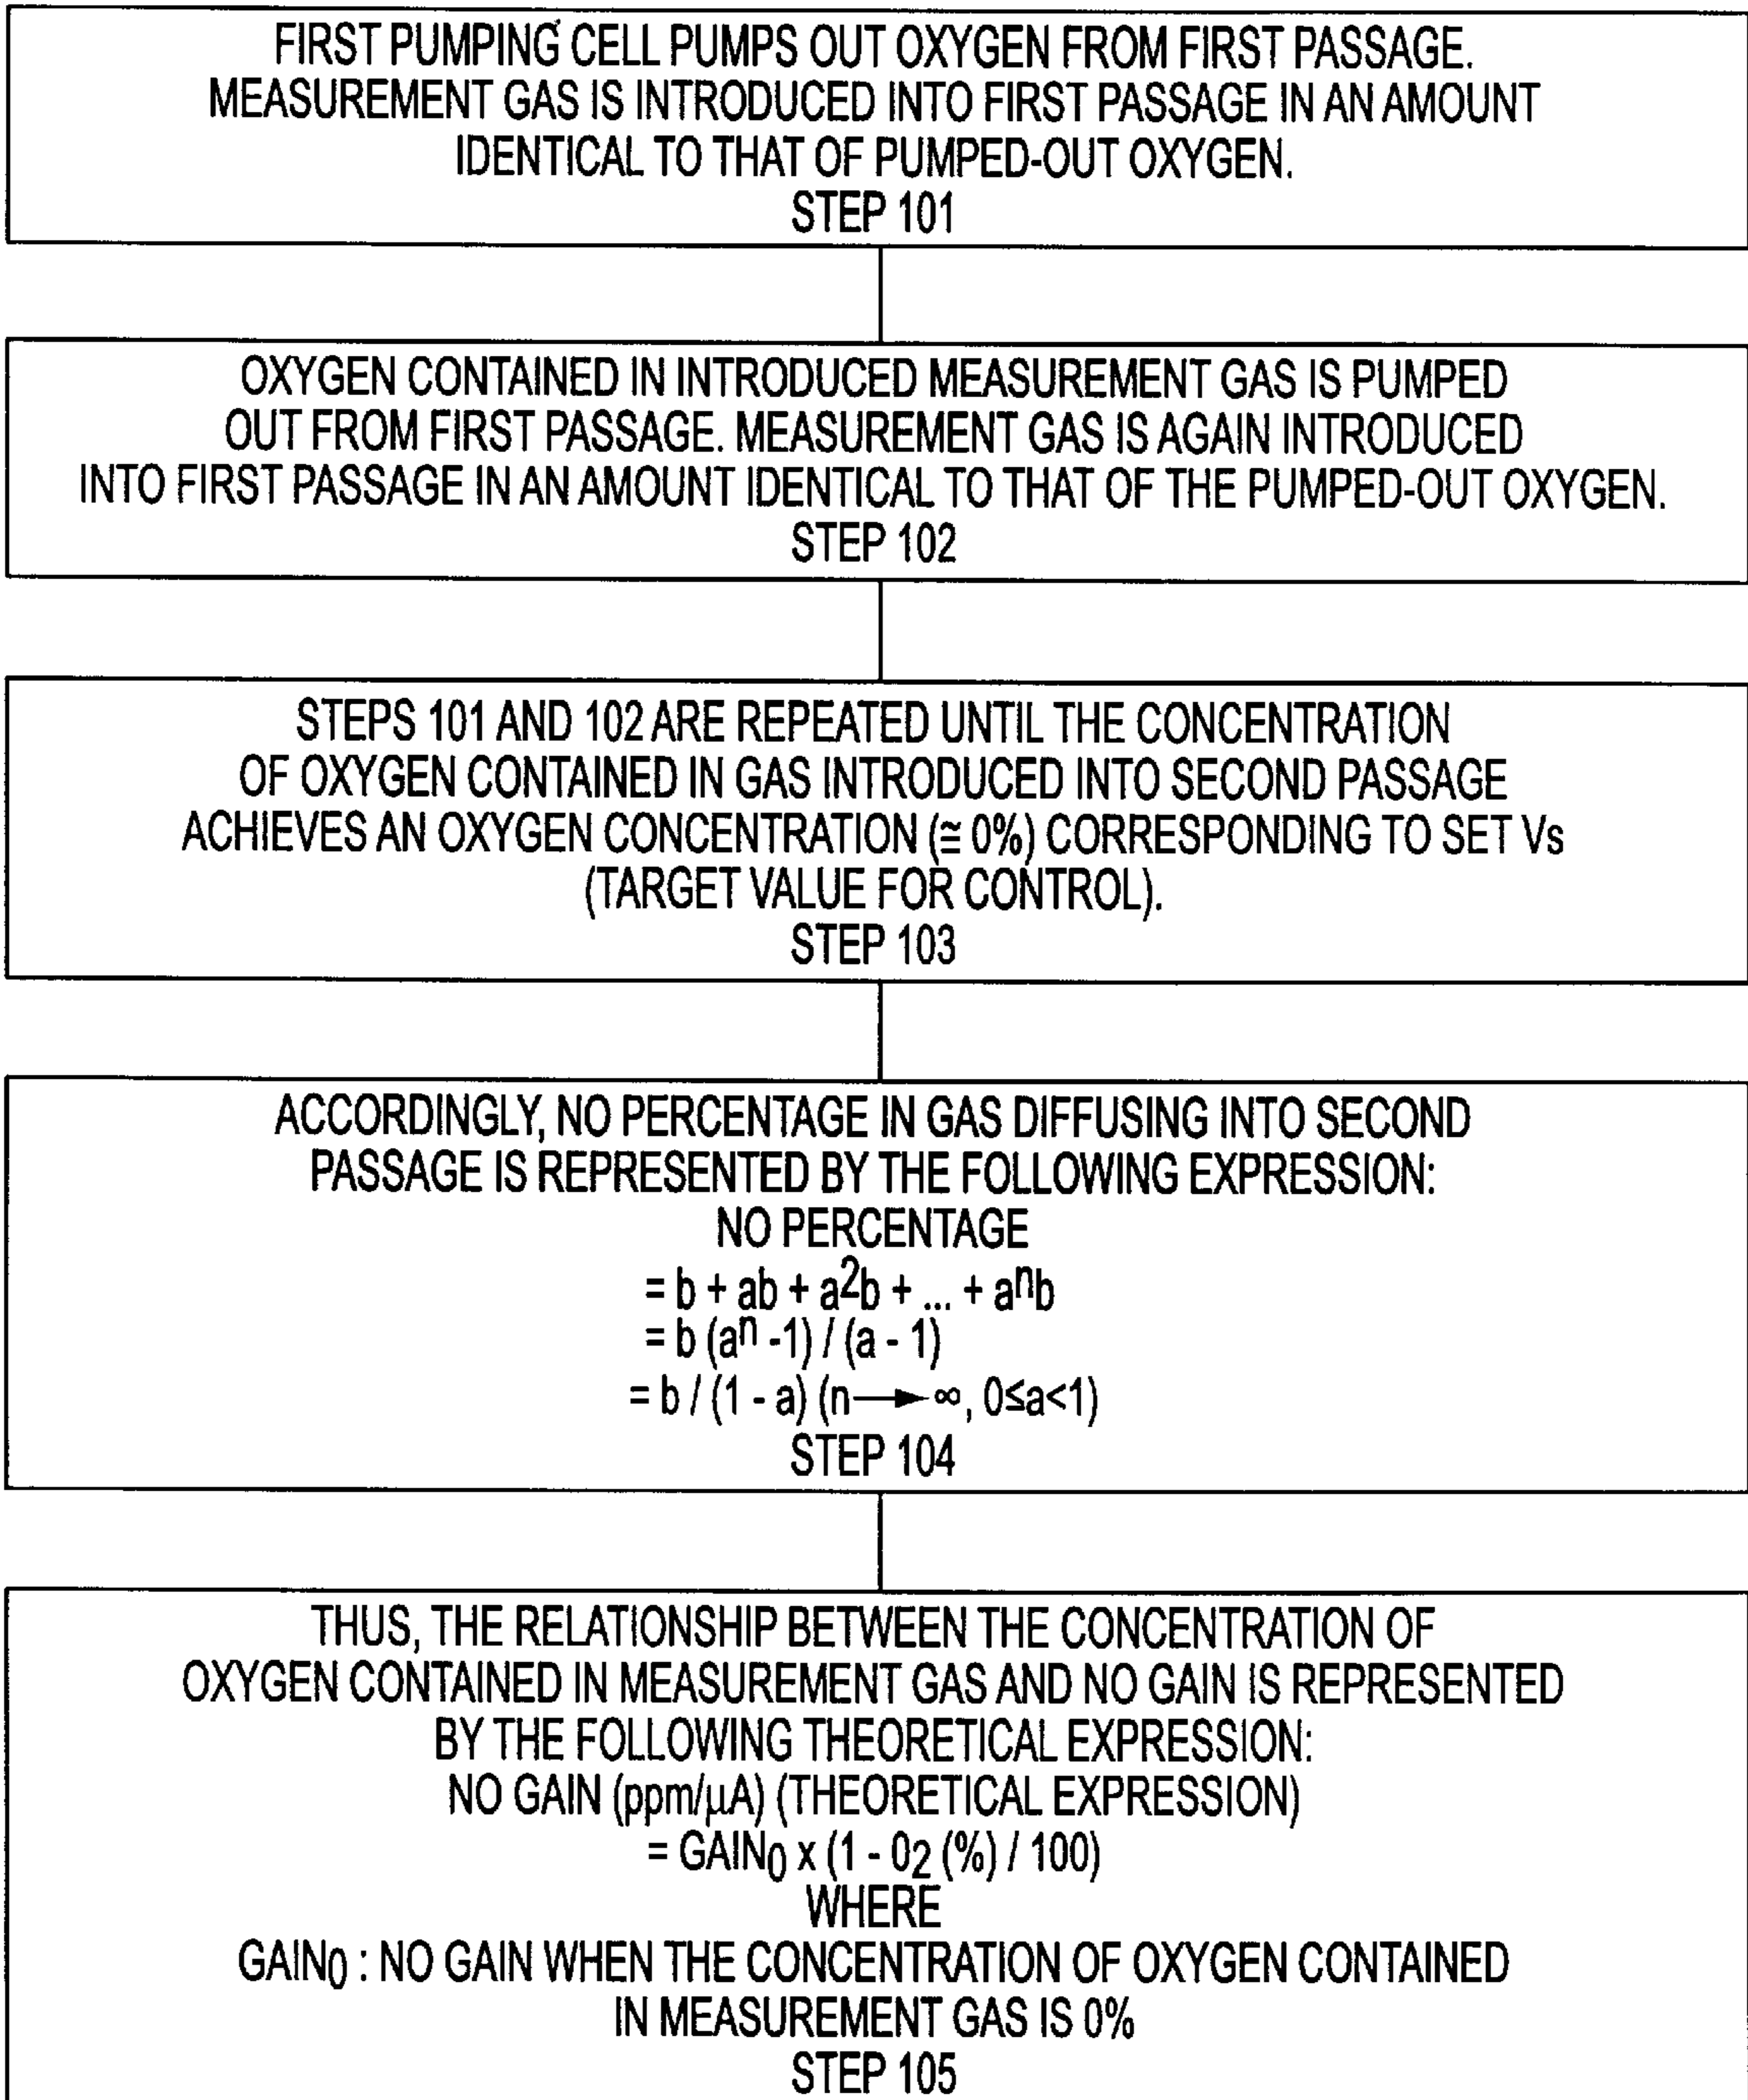 FIRST PUMPING CELL PUMPS OUT OXYGEN FROM FIRST PASSAGE.
MEASUREMENT GAS IS INTRODUCED INTO FIRST PASSAGE IN AN AMOUNT
IDENTICAL TO THAT OF PUMPED-OUT OXYGEN.
STEP 101
OXYGEN CONTAINED IN INTRODUCED MEASUREMENT GAS IS PUMPED
OUT FROM FIRST PASSAGE. MEASUREMENT GAS IS AGAIN INTRODUCED
INTO FIRST PASSAGE IN AN AMOUNT IDENTICAL TO THAT OF THE PUMPED-OUT OXYGEN.
STEP 102
STEPS 101 AND 102 ARE REPEATED UNTIL THE CONCENTRATION
OF OXYGEN CONTAINED IN GAS INTRODUCED INTO SECOND PASSAGE
ACHIEVES AN OXYGEN CONCENTRATION (≅ 0%) CORRESPONDING TO SET Vs
(TARGET VALUE FOR CONTROL).
STEP 103
ACCORDINGLY, NO PERCENTAGE IN GAS DIFFUSING INTO SECOND
PASSAGE IS REPRESENTED BY THE FOLLOWING EXPRESSION:
NO PERCENTAGE
= b + ab + a²b + ... + aⁿb
= b (aⁿ -1) / (a - 1)
= b / (1 - a) (n → ∞, 0≤a<1)
STEP 104
THUS, THE RELATIONSHIP BETWEEN THE CONCENTRATION OF
OXYGEN CONTAINED IN MEASUREMENT GAS AND NO GAIN IS REPRESENTED
BY THE FOLLOWING THEORETICAL EXPRESSION:
NO GAIN (ppm/μA) (THEORETICAL EXPRESSION)
= GAIN₀ x (1 - 0₂ (%) / 100)
WHERE
GAIN₀ : NO GAIN WHEN THE CONCENTRATION OF OXYGEN CONTAINED
IN MEASUREMENT GAS IS 0%
STEP 105